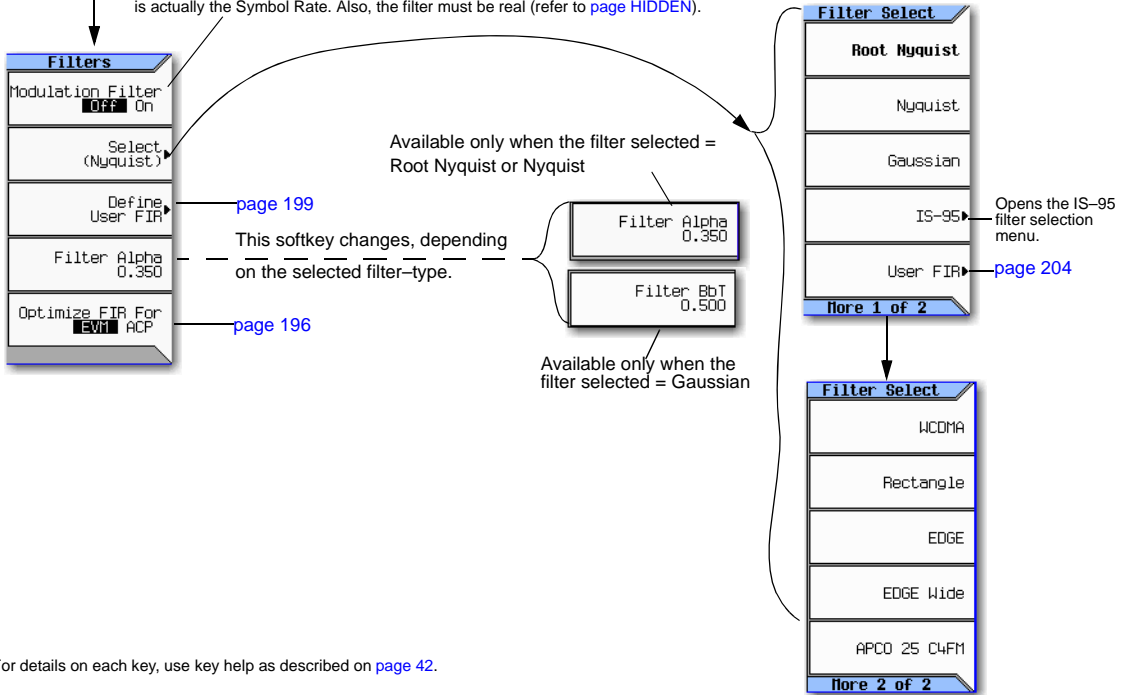 is actually the Symbol Rate. Also, the filter must be real (refer to page HIDDEN).
Filters
Modulation Filter
Off On
Select
(Nyquist)
Define
User FIR
page 199
Filter Alpha
0.350
This softkey changes, depending
on the selected filter–type.
Optimize FIR For
EVM ACP
page 196
Available only when the filter selected =
Root Nyquist or Nyquist
Filter Alpha
0.350
Filter BbT
0.500
Available only when the
filter selected = Gaussian
Filter Select
Root Nyquist
Nyquist
Gaussian
IS-95
Opens the IS–95
filter selection
menu.
User FIR
page 204
More 1 of 2
Filter Select
WCDMA
Rectangle
EDGE
EDGE Wide
APCO 25 C4FM
More 2 of 2
or details on each key, use key help as described on page 42.